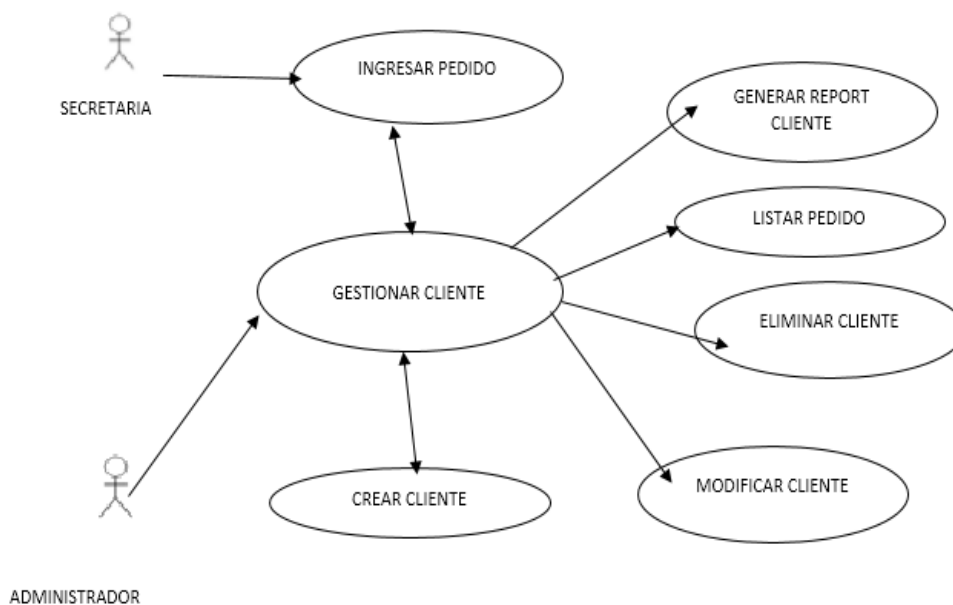 INGRESAR PEDIDO
SECRETARIA
GENERAR REPORT
CLIENTE
LISTAR PEDIDO
GESTIONAR CLIENTE
ELIMINAR CLIENTE
CREAR CLIENTE
MODIFICAR CLIENTE
ADMINISTRADOR